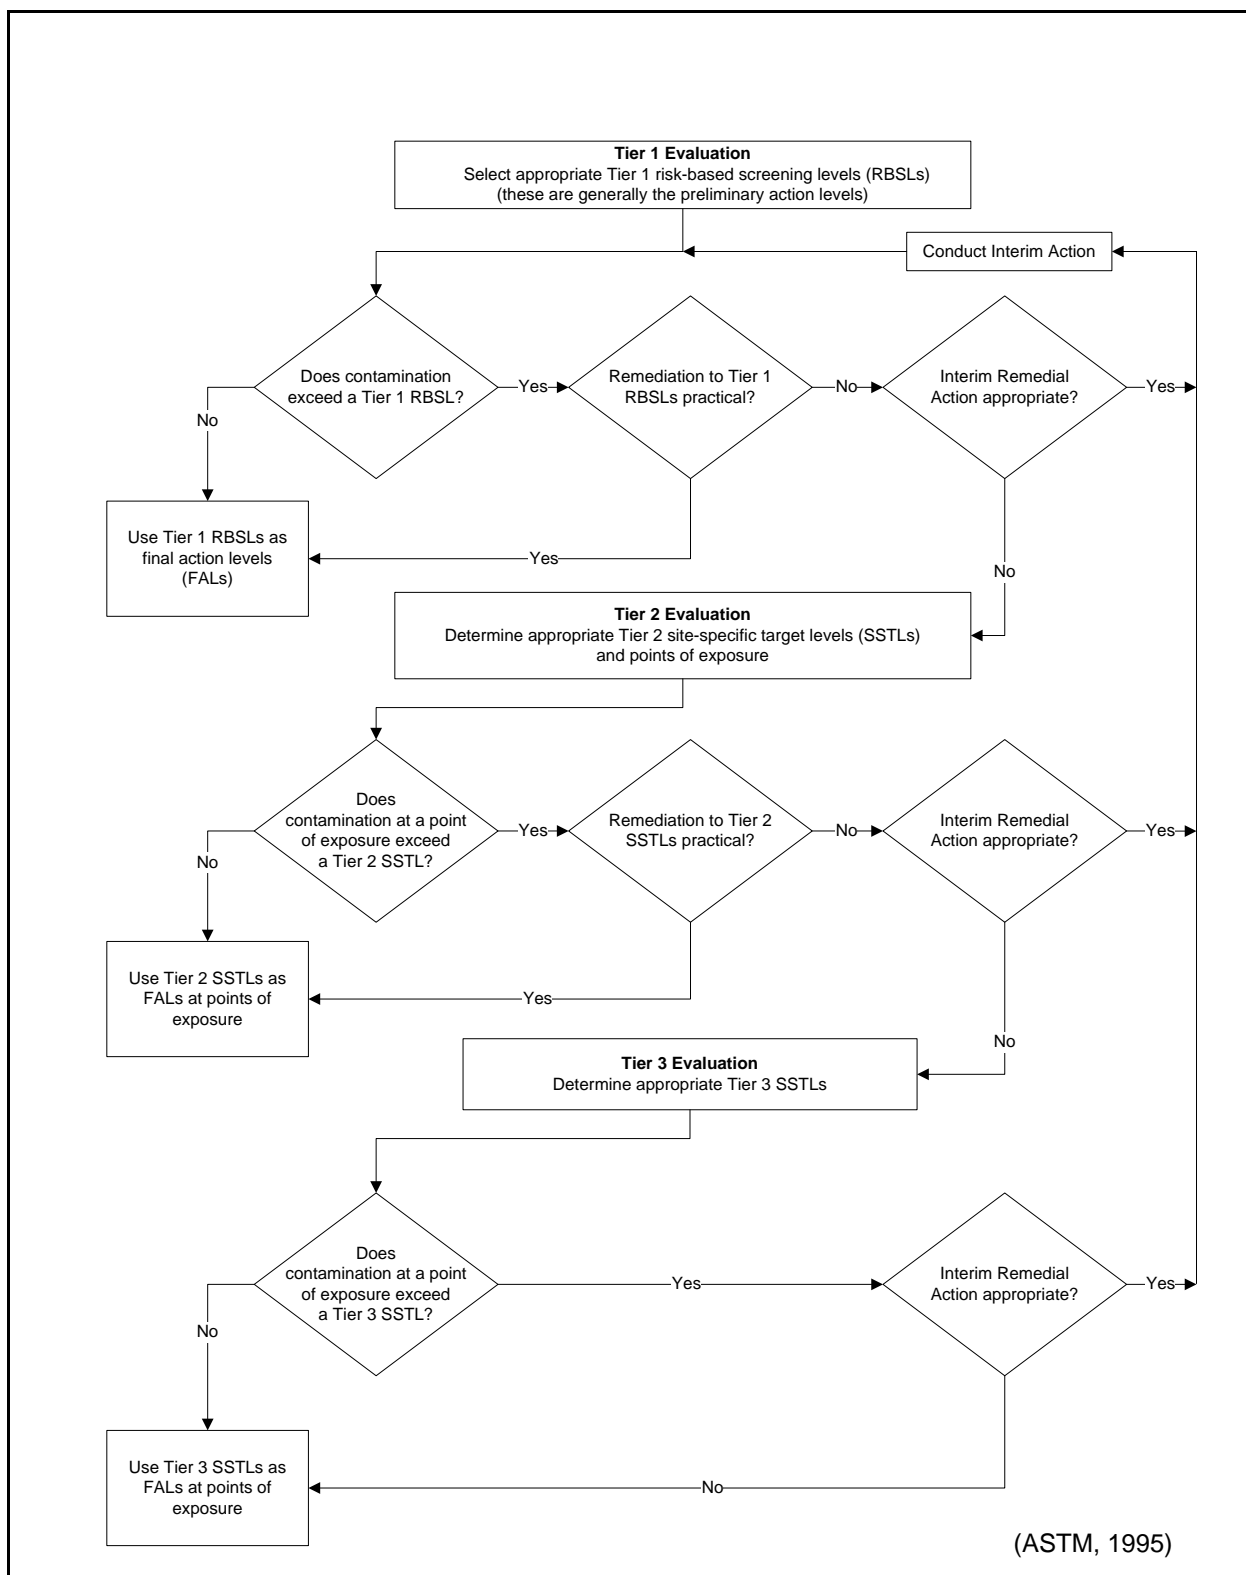 Tier 1 Evaluation
Select appropriate Tier 1 risk-based screening levels (RBSLs)
(these are generally the preliminary action levels)
Conduct Interim Action
Does contamination
exceed a Tier 1 RBSL?
Yes
Remediation to Tier 1
RBSLs practical?
No
Interim Remedial
Action appropriate?
Yes
No
Use Tier 1 RBSLs as
final action levels
(FALs)
Yes
No
Tier 2 Evaluation
Determine appropriate Tier 2 site-specific target levels (SSTLs)
and points of exposure
Does
contamination at a point
of exposure exceed
a Tier 2 SSTL?
Yes
Remediation to Tier 2
SSTLs practical?
No
Interim Remedial
Action appropriate?
Yes
No
Use Tier 2 SSTLs as
FALs at points of
exposure
Yes
No
Tier 3 Evaluation
Determine appropriate Tier 3 SSTLs
Does
contamination at a point
of exposure exceed
a Tier 3 SSTL?
Yes
Interim Remedial
Action appropriate?
Yes
No
Use Tier 3 SSTLs as
FALs at points of
exposure
No
(ASTM, 1995)